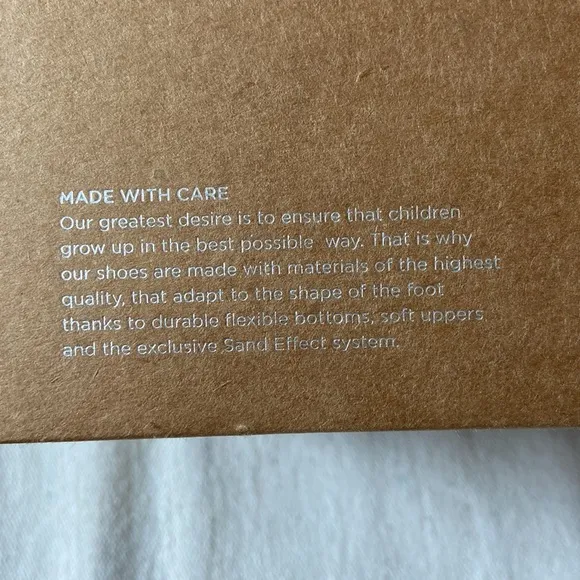 MADE WITH CARE
Our greatest desire is to ensure that children
grow up in the best possible way. That is why
our shoes are made with materials of the highest
quality, that adapt to the shape of the foot
thanks to durable flexible bottoms, soft uppers
and the exclusive Sand Effect system.